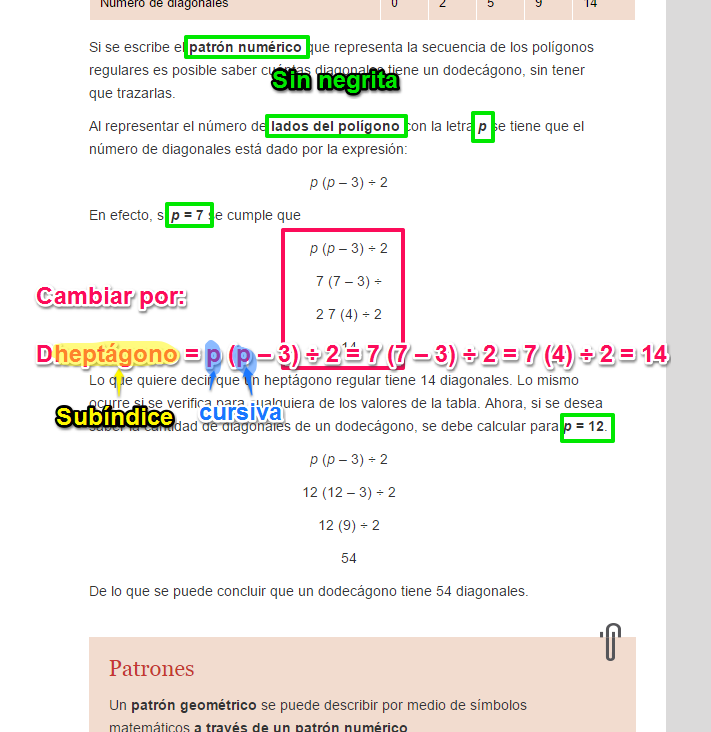 Número de diagonales 0 2 5 9 14
Si se escribe el patrón numérico que representa la secuencia de los polígonos
regulares es posible saber cuántas diagonales tiene un dodecágono, sin tener
Sin negrita
que trazarlas.
Al representar el número de lados del polígono con la letra p se tiene que el
número de diagonales está dado por la expresión:
p (p – 3) ÷ 2
En efecto, si p = 7 se cumple que
p (p – 3) ÷ 2
7 (7 – 3) ÷
Cambiar por:
2 7 (4) ÷ 2
14
Dheptágono = p (p – 3) ÷ 2 = 7 (7 – 3) ÷ 2 = 7 (4) ÷ 2 = 14
Lo que quiere decir que un heptágono regular tiene 14 diagonales. Lo mismo
ocurre si se verifica para cualquiera de los valores de la tabla. Ahora, si se desea
Subíndice
cursiva
saber la cantidad de diagonales de un dodecágono, se debe calcular para p = 12.
p (p – 3) ÷ 2
12 (12 – 3) ÷ 2
12 (9) ÷ 2
54
De lo que se puede concluir que un dodecágono tiene 54 diagonales.
Patrones
Un patrón geométrico se puede describir por medio de símbolos
matemáticos a través de un patrón numérico